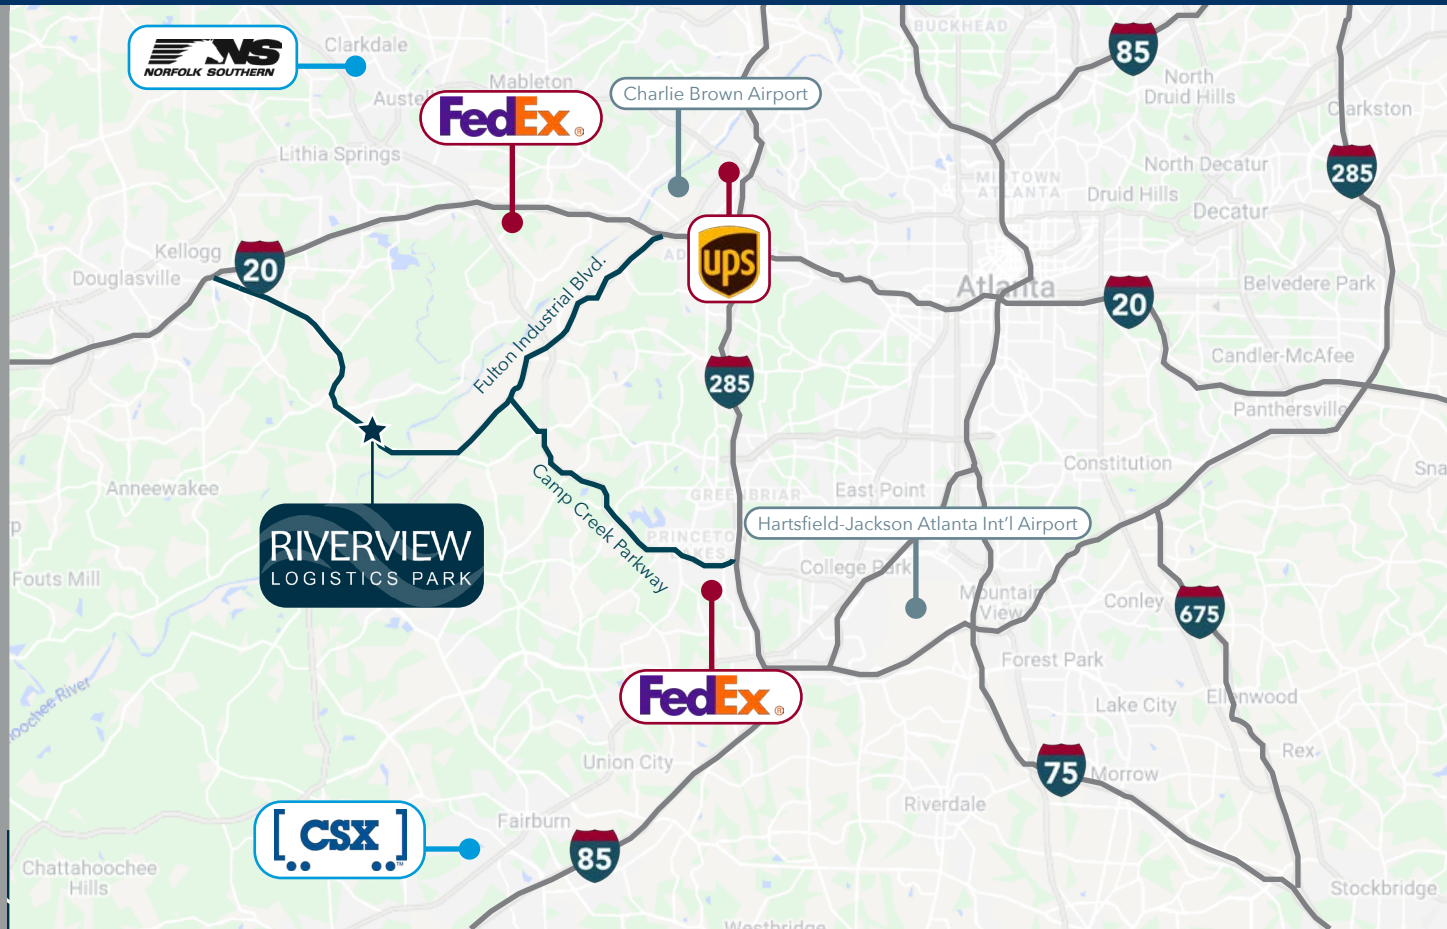 BUCKHEAD
85
NS
NORFOLK SOUTHERN
Clarkdale
Mableton
Charlie Brown Airport
North
Druid Hills
Clarkston
FedEx®
Lithia Springs
North Decatur
285
Druid Hills
Decatur
Kellogg
20
Douglasville
ups
Atlanta
20
Belvedere Park
Fulton Industrial Blvd.
285
Candler-McAfee
Panthersville
Constitution
Anneewakee
Camp Creek Parkway
East Point
Hartsfield-Jackson Atlanta Int'l Airport
RIVERVIEW
LOGISTICS PARK
Fouts Mill
College Park
Mountain
View
Conley
675
Forest Park
FedEx®
Lake City
Ellenwood
Union City
Rex
75
Morrow
Riverdale
[CSX]™
Fairburn
85
Chattahoochee
Hills
Stockbridge